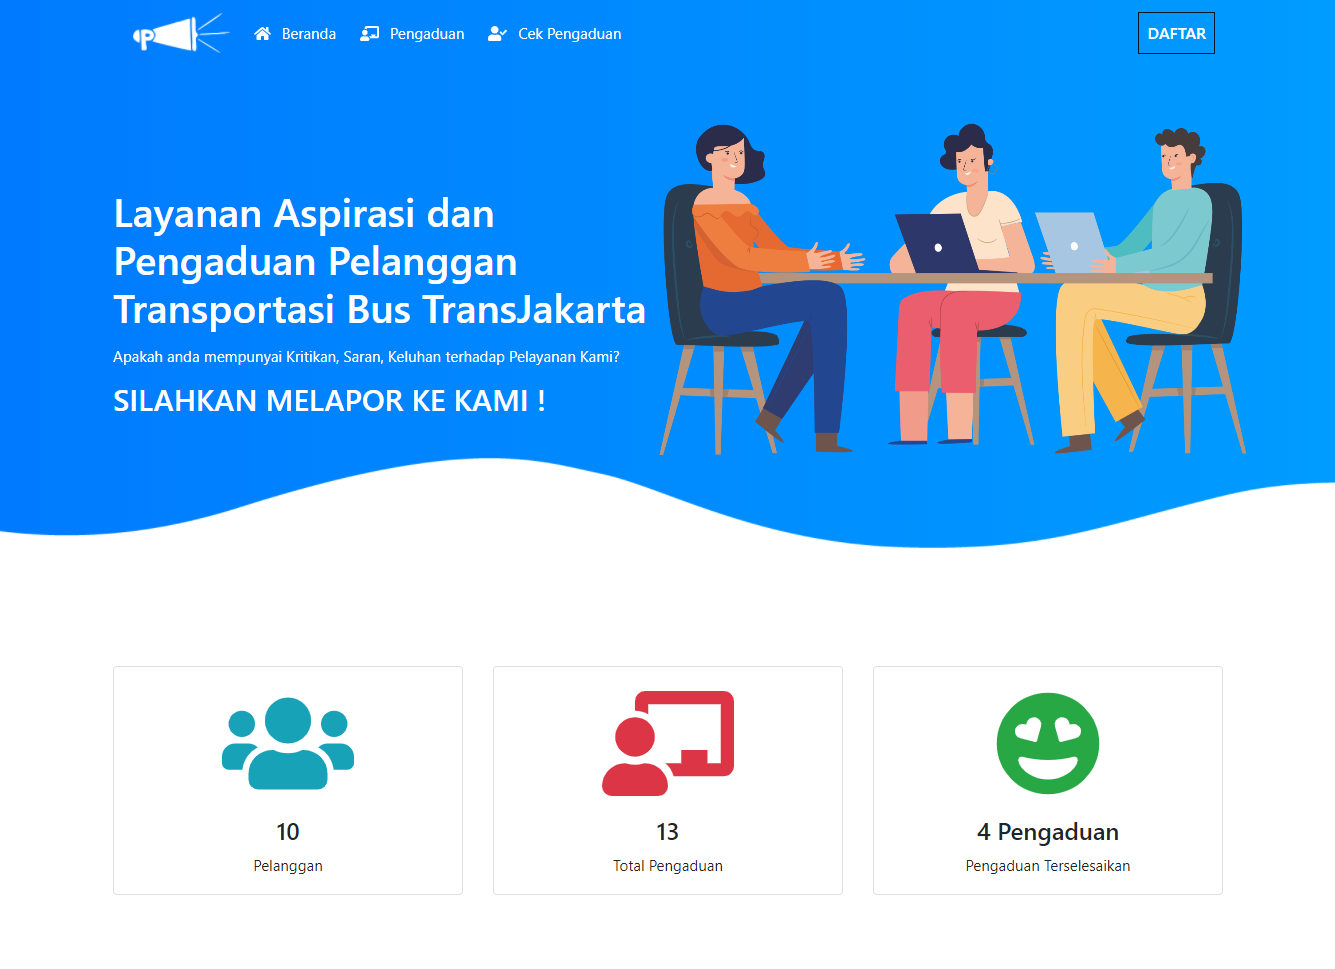 P
Beranda
Pengaduan
Cek Pengaduan
DAFTAR
Layanan Aspirasi dan
Pengaduan Pelanggan
Transportasi Bus TransJakarta
Apakah anda mempunyai Kritikan, Saran, Keluhan terhadap Pelayanan Kami?
SILAHKAN MELAPOR KE KAMI !
10
Pelanggan
13
Total Pengaduan
4 Pengaduan
Pengaduan Terselesaikan